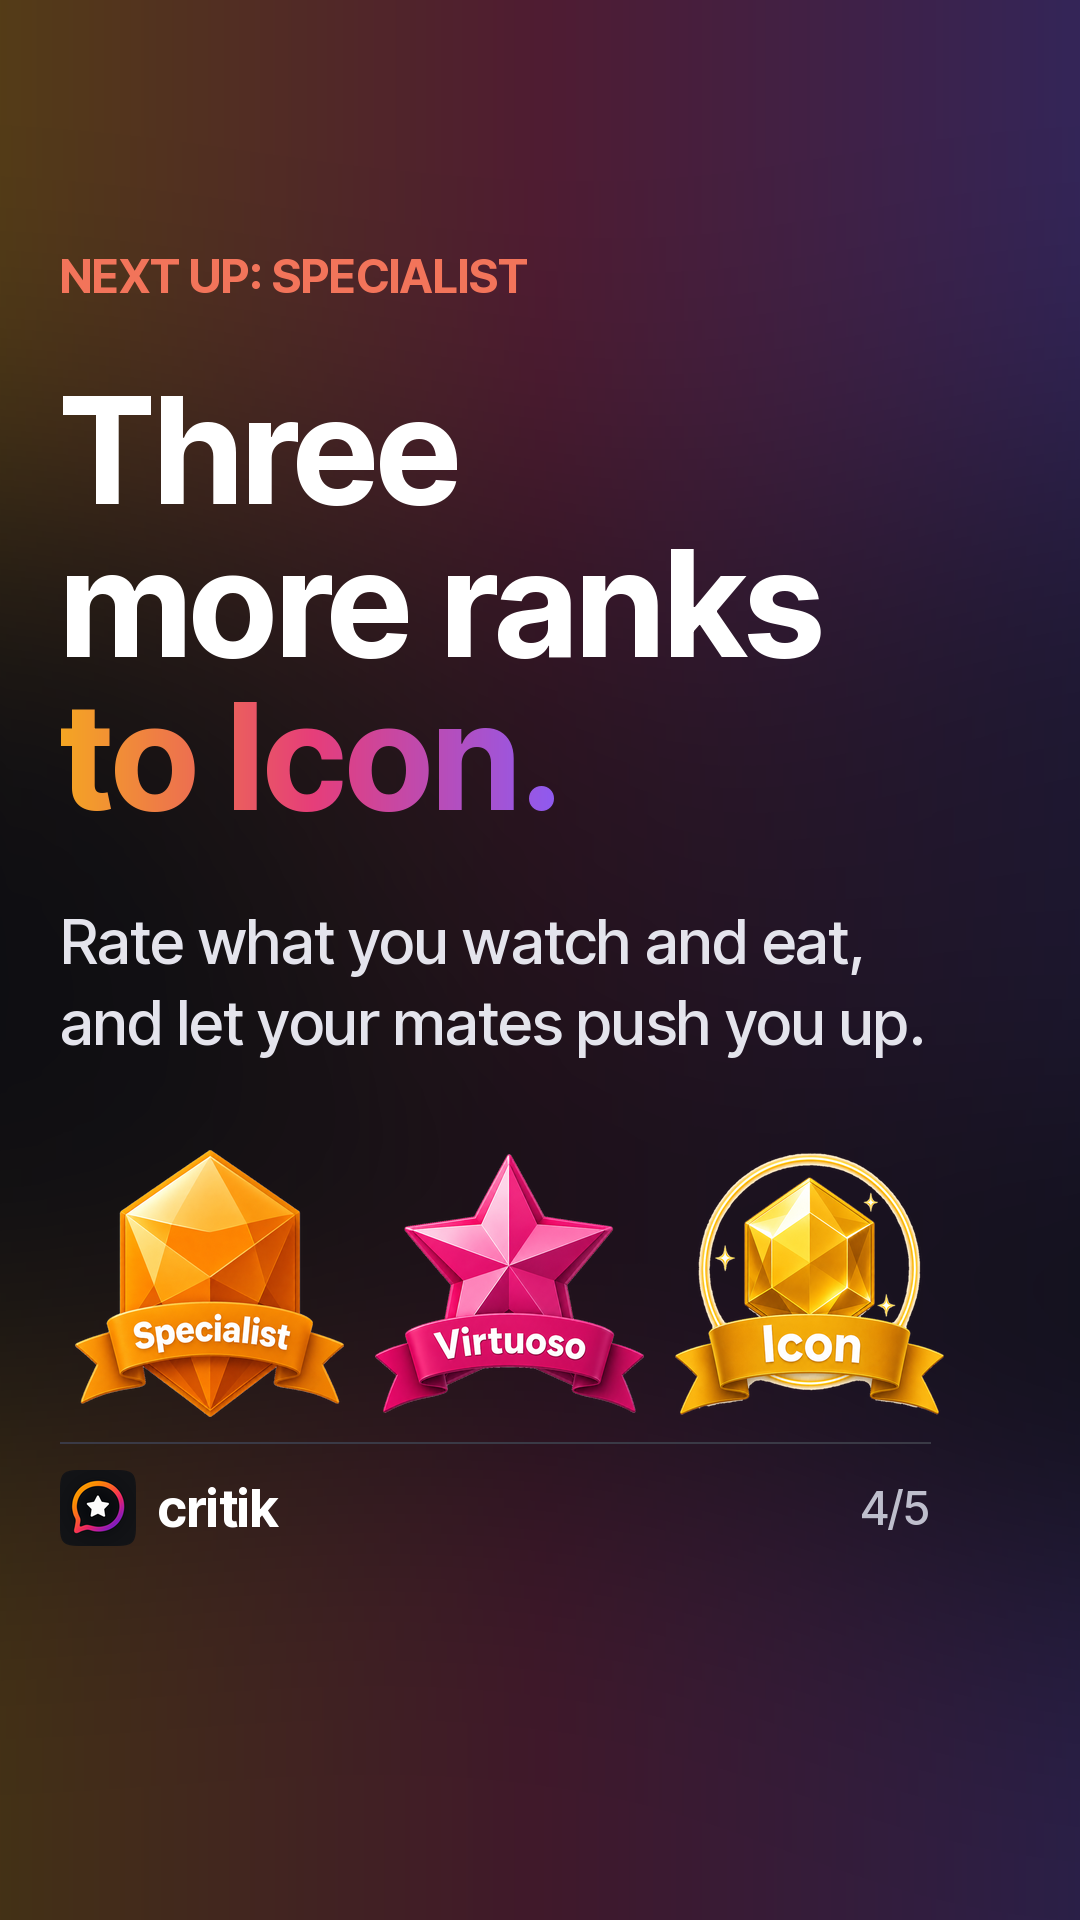 NEXT UP: SPECIALIST
Three
more ranks
to Icon.
Rate what you watch and eat,
and let your mates push you up.
Specialist
Virtuoso
Icon
critik
4/5